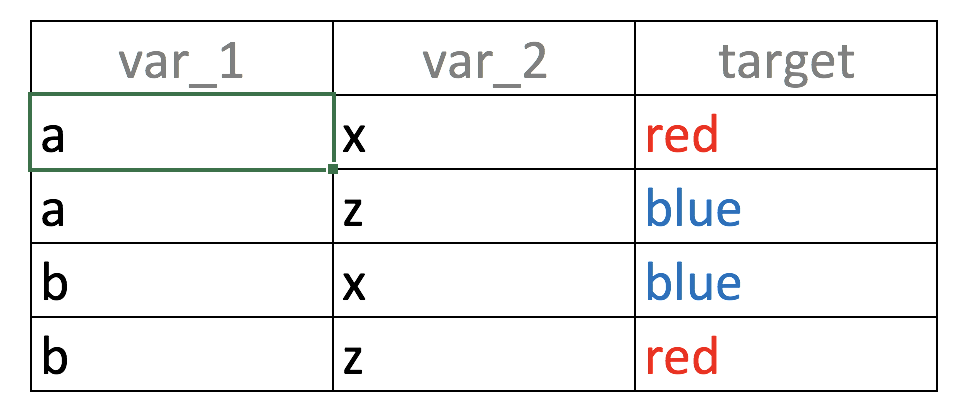 var_1 var_2 target
a x red
a z blue
b x blue
b z red